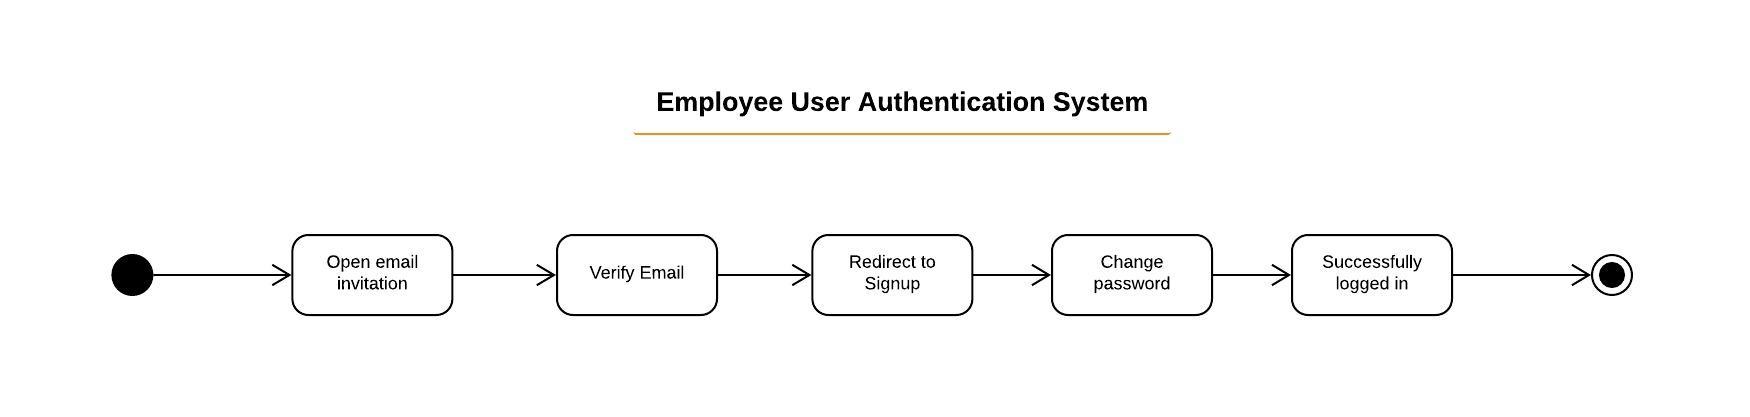 Employee User Authentication System
Open email
invitation
Verify Email
Redirect to
Signup
Change
password
Successfully
logged in